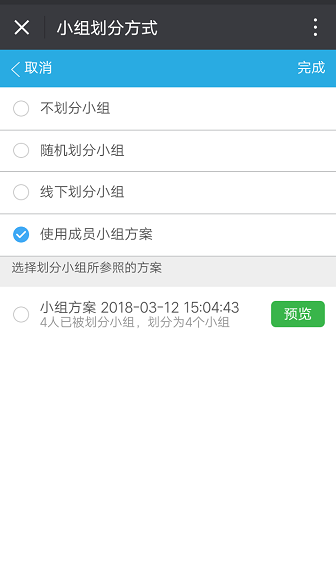 小组划分方式
取消
完成
不划分小组
随机划分小组
线下划分小组
使用成员小组方案
选择划分小组所参照的方案
小组方案 2018-03-12 15:04:43
4人已被划分小组，划分为4个小组
预览